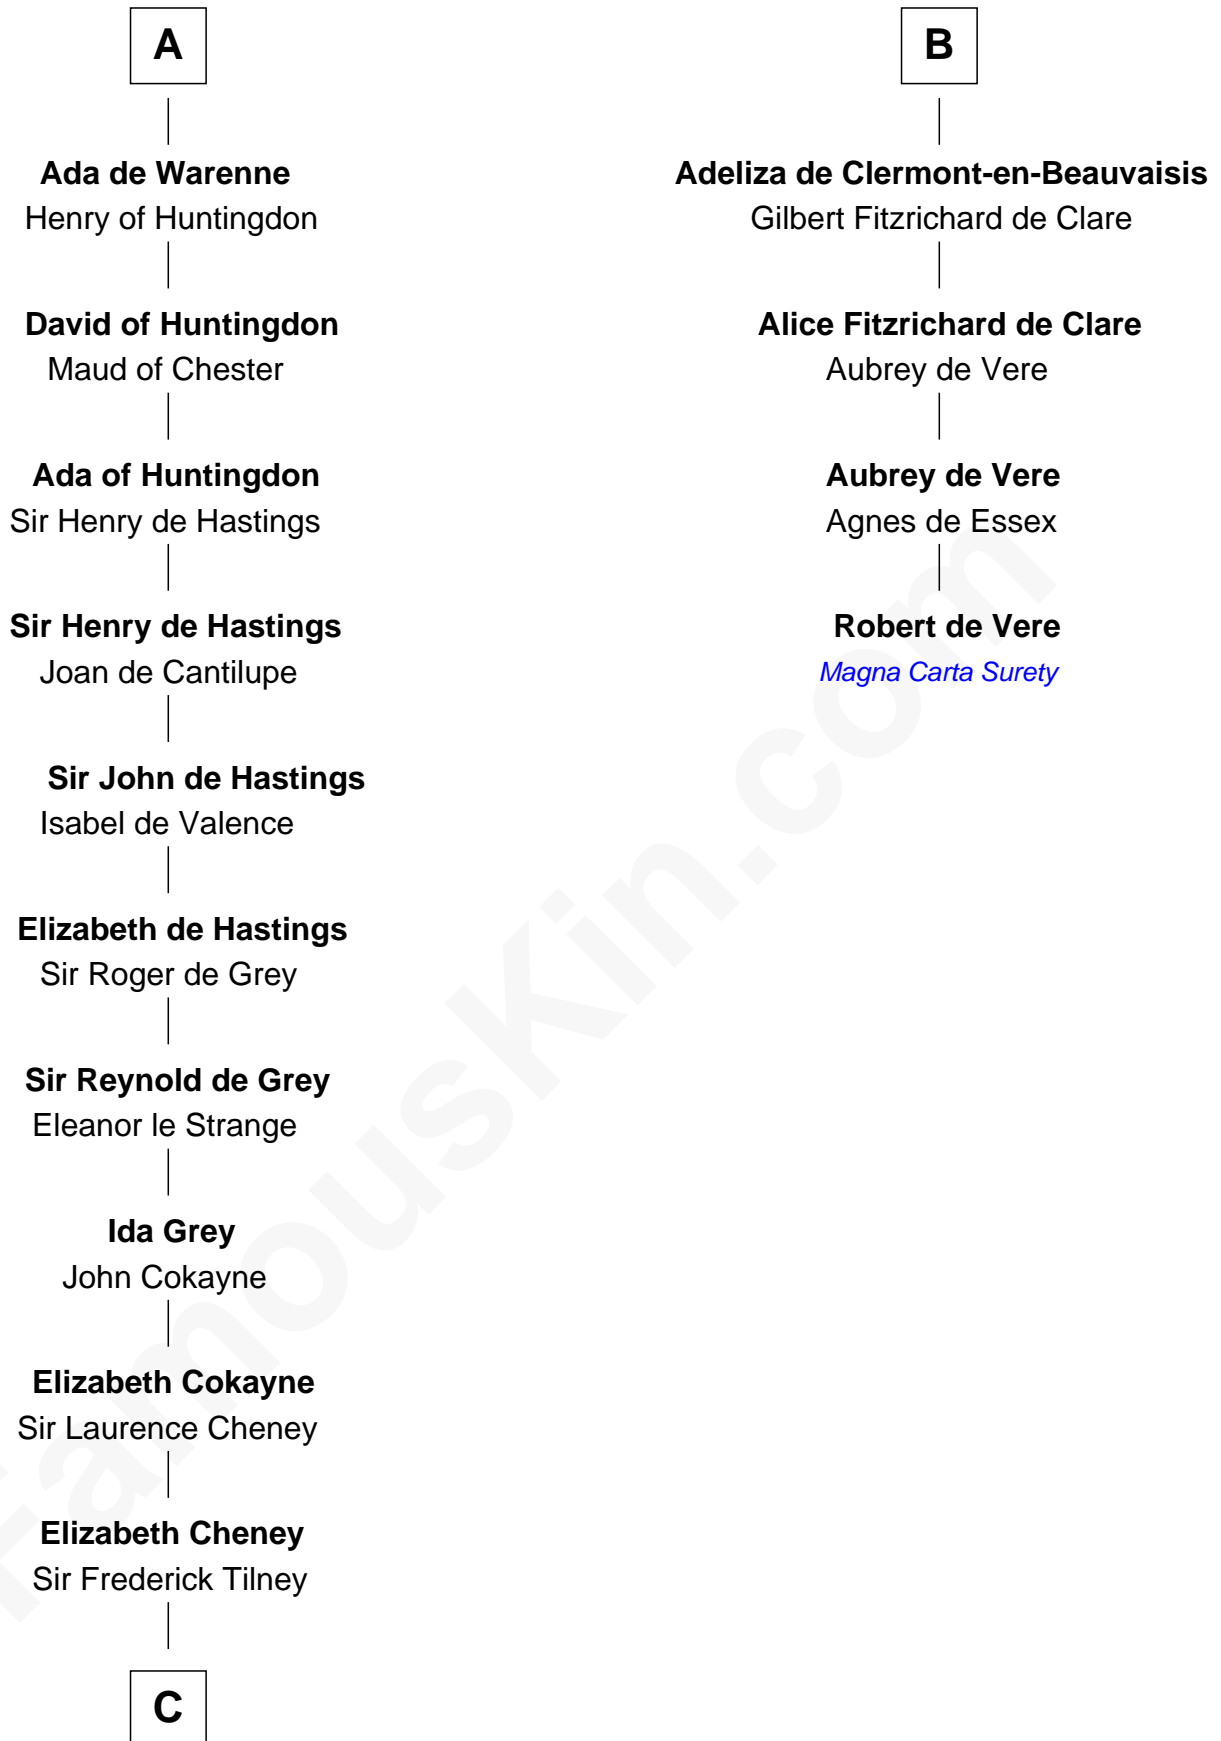 A
Ada de Warenne
Henry of Huntingdon
David of Huntingdon
Maud of Chester
Ada of Huntingdon
Sir Henry de Hastings
Sir Henry de Hastings
Joan de Cantilupe
Sir John de Hastings
Isabel de Valence
Elizabeth de Hastings
Sir Roger de Grey
Sir Reynold de Grey
Eleanor le Strange
Ida Grey
John Cokayne
Elizabeth Cokayne
Sir Laurence Cheney
Elizabeth Cheney
Sir Frederick Tilney
C
B
Adeliza de Clermont-en-Beauvaisis
Gilbert Fitzrichard de Clare
Alice Fitzrichard de Clare
Aubrey de Vere
Aubrey de Vere
Agnes de Essex
Robert de Vere
Magna Carta Surety
FamousKin.com